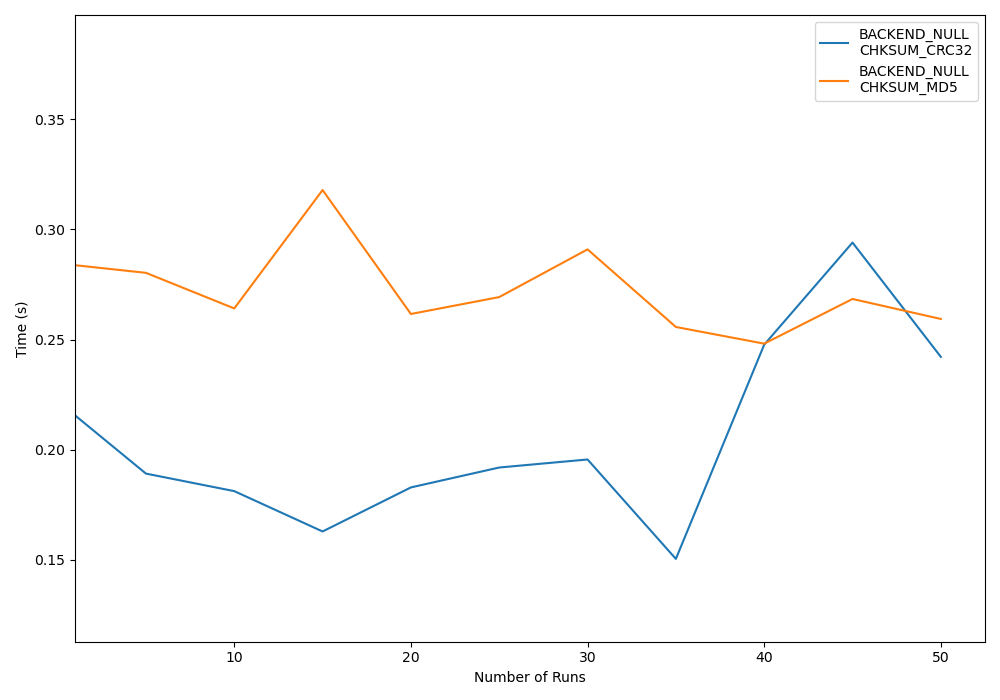 BACKEND_NULL
CHKSUM_CRC32
BACKEND_NULL
CHKSUM_MD5
0.35
0.30
0.25
0.20
0.15
Time (s)
10 20 30 40 50
Number of Runs